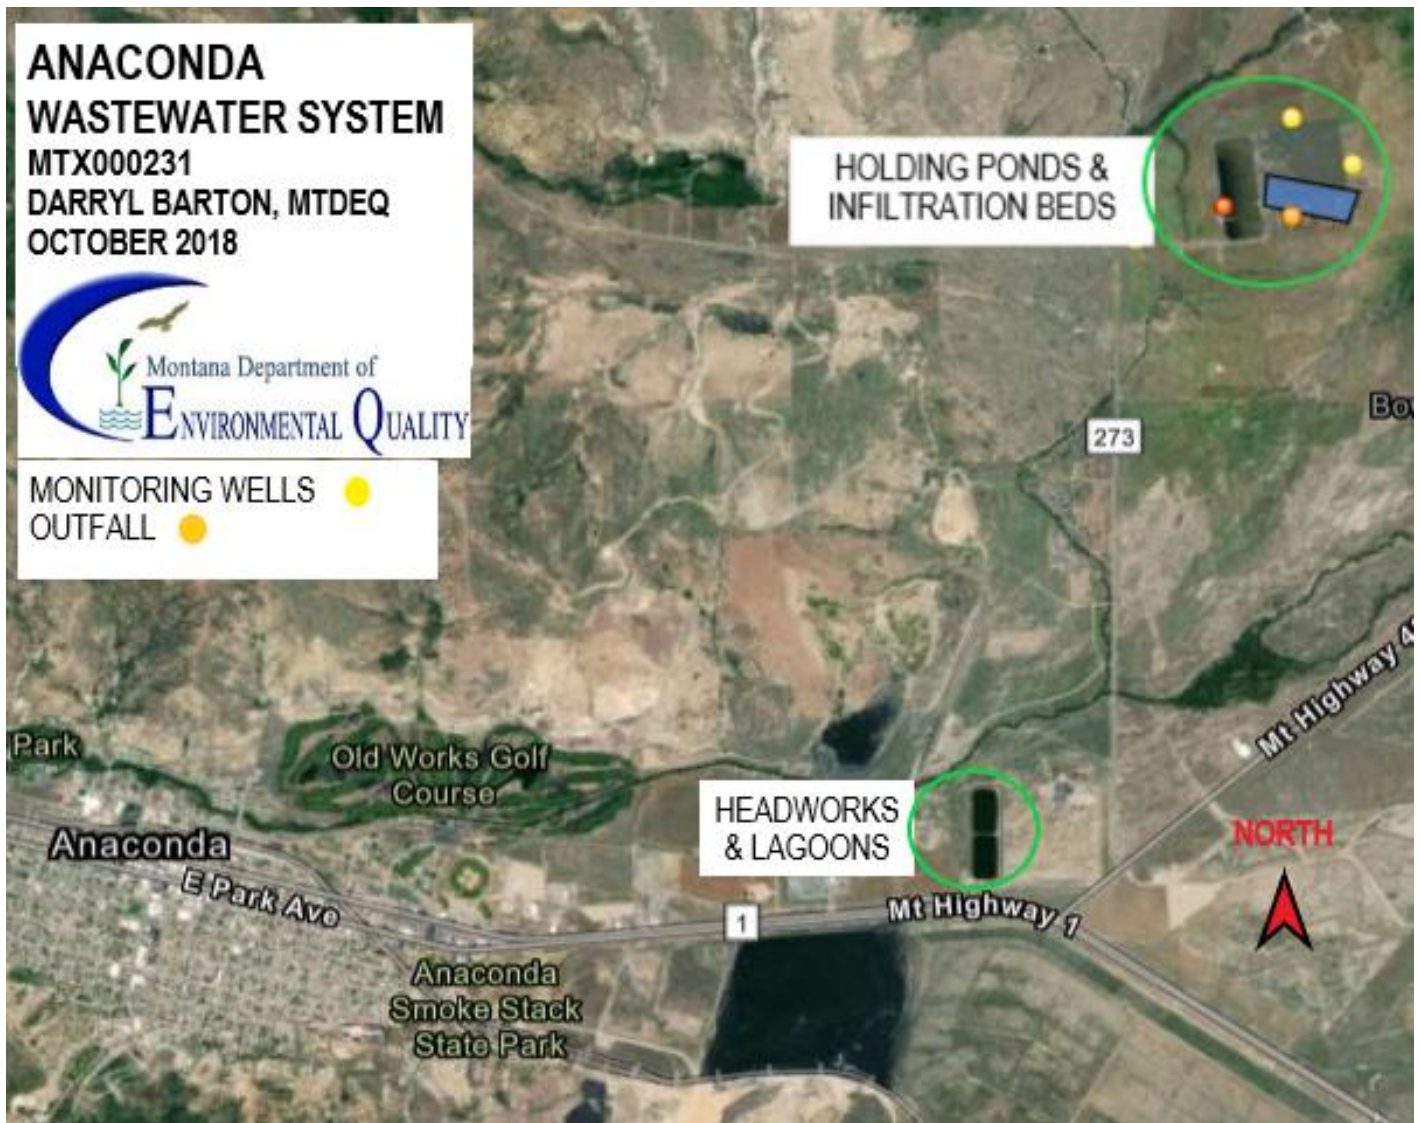 ANACONDA
WASTEWATER SYSTEM
MTX000231
DARRYL BARTON, MTDEQ
OCTOBER 2018
Montana Department of
ENVIRONMENTAL QUALITY
MONITORING WELLS
OUTFALL
HOLDING PONDS &
INFILTRATION BEDS
273
Mt Highway
Park
Old Works Golf
Course
HEADWORKS
& LAGOONS
NORTH
Anaconda
E Park Ave
1
Mt Highway 1
Anaconda
Smoke Stack
State Park